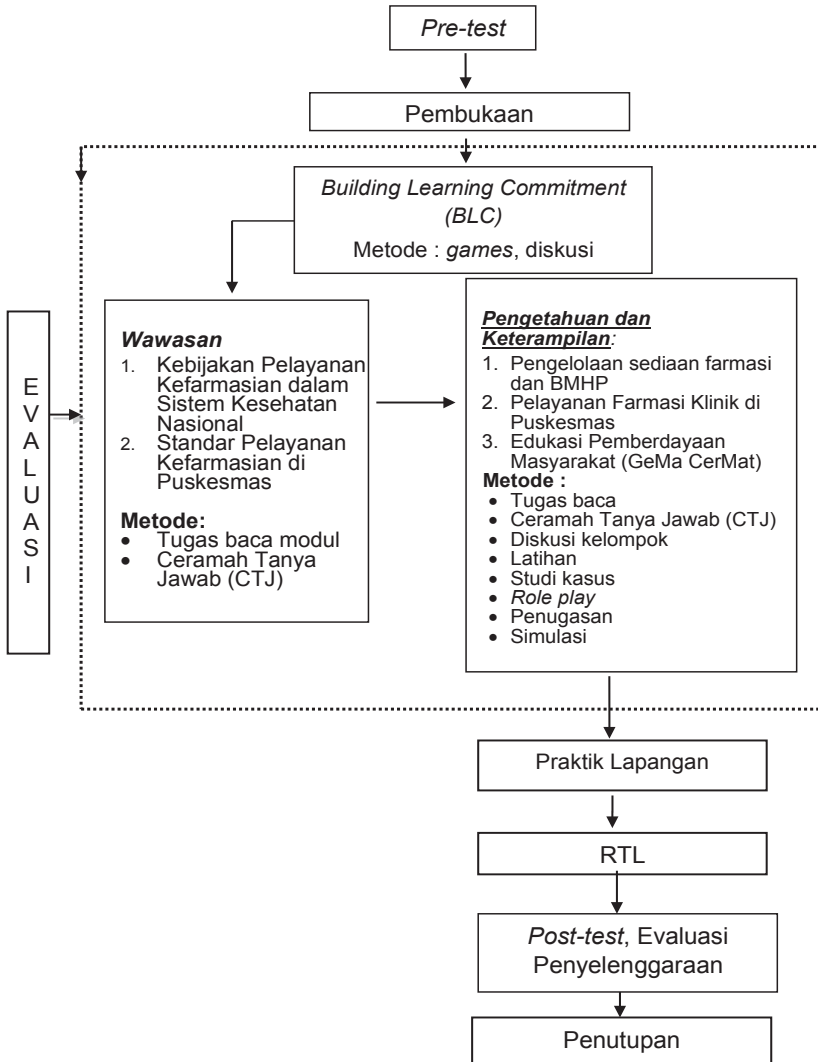 Pre-test
Pembukaan
Building Learning Commitment
(BLC)
Metode : games, diskusi
EVALUASI
Wawasan
1. Kebijakan Pelayanan
Kefarmasian dalam
Sistem Kesehatan
Nasional
2. Standar Pelayanan
Kefarmasian di
Puskesmas
Metode:
• Tugas baca modul
• Ceramah Tanya
Jawab (CTJ)
Pengetahuan dan
Keterampilan:
1. Pengelolaan sediaan farmasi
dan BMHP
2. Pelayanan Farmasi Klinik di
Puskesmas
3. Edukasi Pemberdayaan
Masyarakat (GeMa CerMat)
Metode :
• Tugas baca
• Ceramah Tanya Jawab (CTJ)
• Diskusi kelompok
• Latihan
• Studi kasus
• Role play
• Penugasan
• Simulasi
Praktik Lapangan
RTL
Post-test, Evaluasi
Penyelenggaraan
Penutupan